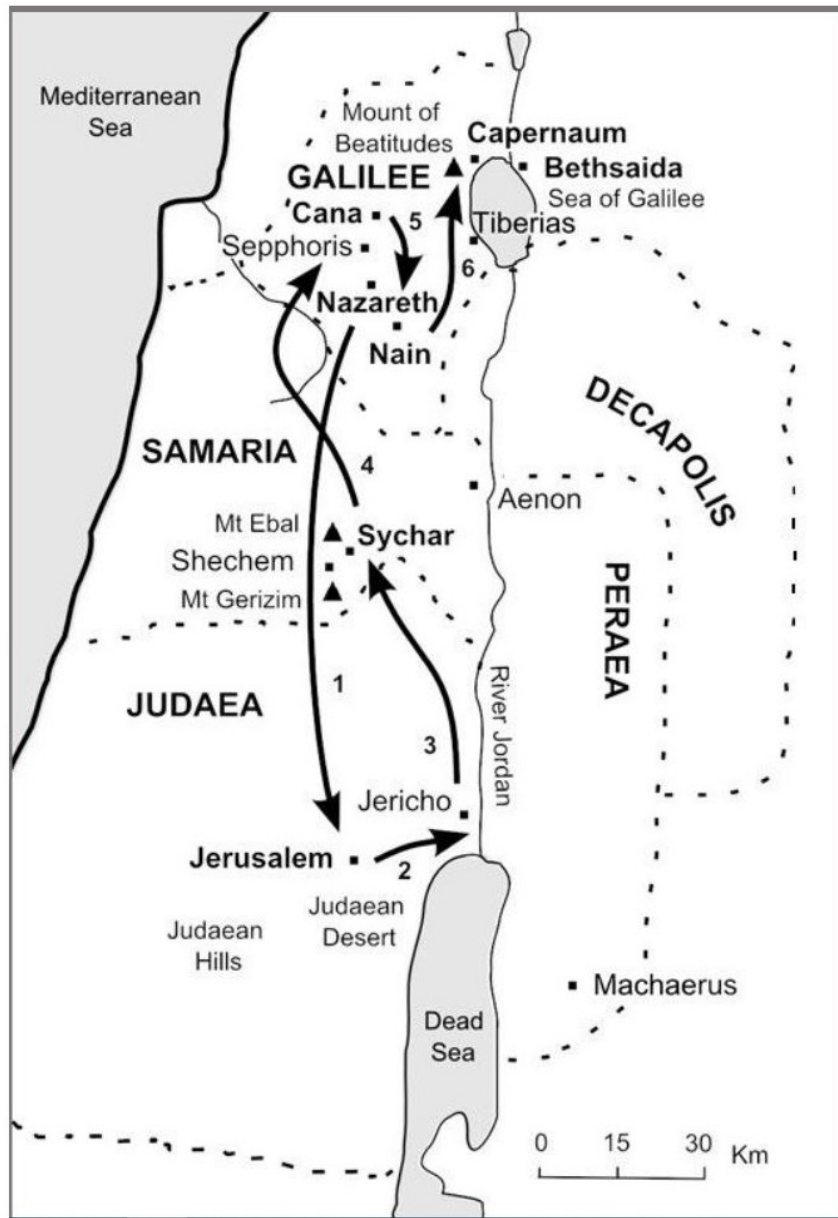 Mediterranean
Sea
Mount of
Beatitudes
Capernaum
Bethsaida
GALILEE
Sea of Galilee
Cana
5
Tiberias
Sepphoris
6
Nazareth
Nain
DECAPOLIS
SAMARIA
4
Aenon
Mt Ebal
Sychar
Shechem
Mt Gerizim
PERAEA
1
JUDAEA
River Jordan
3
Jericho
Jerusalem
2
Judaean
Desert
Judaean
Hills
Machaerus
Dead
Sea
0 15 30 Km